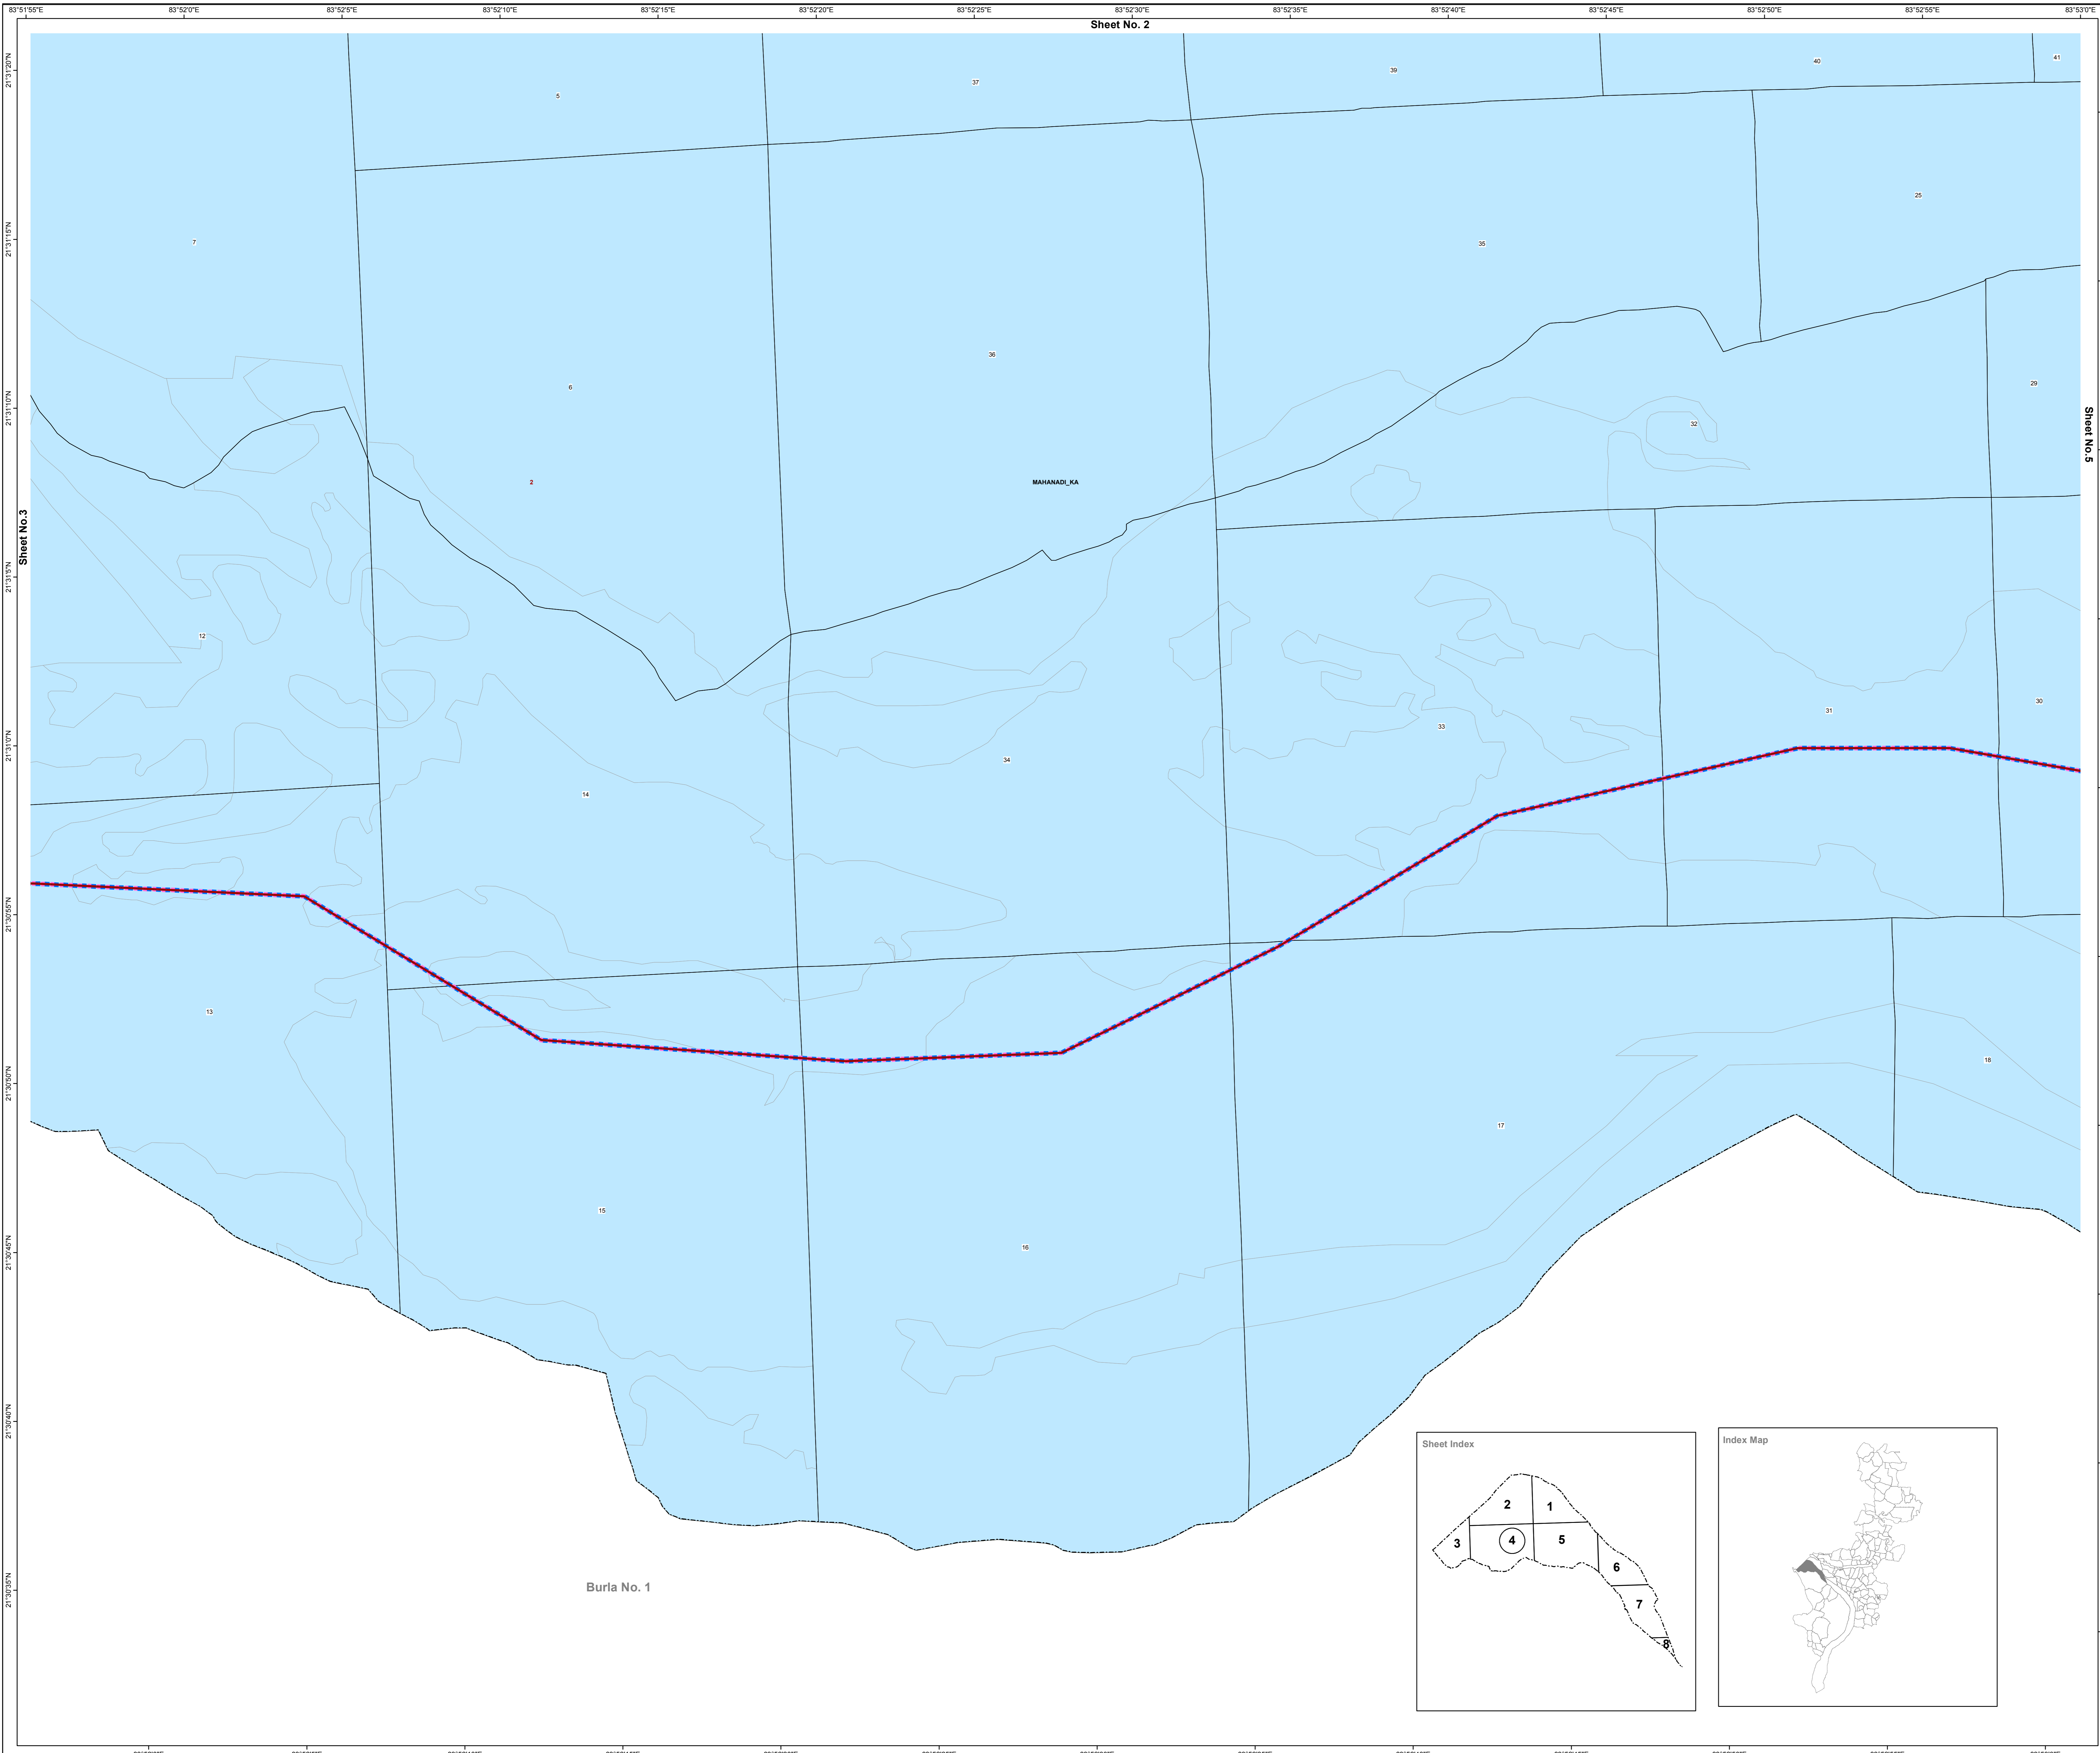 83°51'55"E 83°52'0"E 83°52'5"E 83°52'10"E 83°52'15"E 83°52'20"E 83°52'25"E 83°52'30"E 83°52'35"E 83°52'40"E 83°52'45"E 83°52'50"E 83°52'55"E 83°53'0"E
Sheet No. 2
21°31'20"N
41
40
39
37
5
25
21°31'15"N
7
35
36
29
6
21°31'10"N
32
Sheet No.5
2
MAHANADI_KA
Sheet No.3
21°31'5"N
12
30
31
33
21°31'0"N
34
14
21°30'55"N
13
18
21°30'50"N
17
15
16
21°30'45"N
21°30'40"N
Sheet Index
2
1
3
4
5
6
7
8
Index Map
Burla No. 1
21°30'35"N